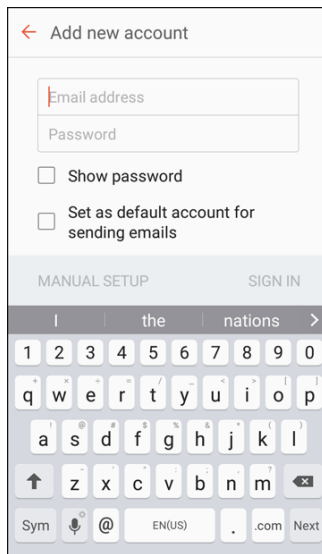 Add new account
Email address
Password
Show password
Set as default account for
sending emails
MANUAL SETUP SIGN IN
I the nations
1 2 3 4 5 6 7 8 9 0
q w e r t y u i o p
a s d f g h j k l
z x c v b n m
Sym @ EN(US) . .com Next